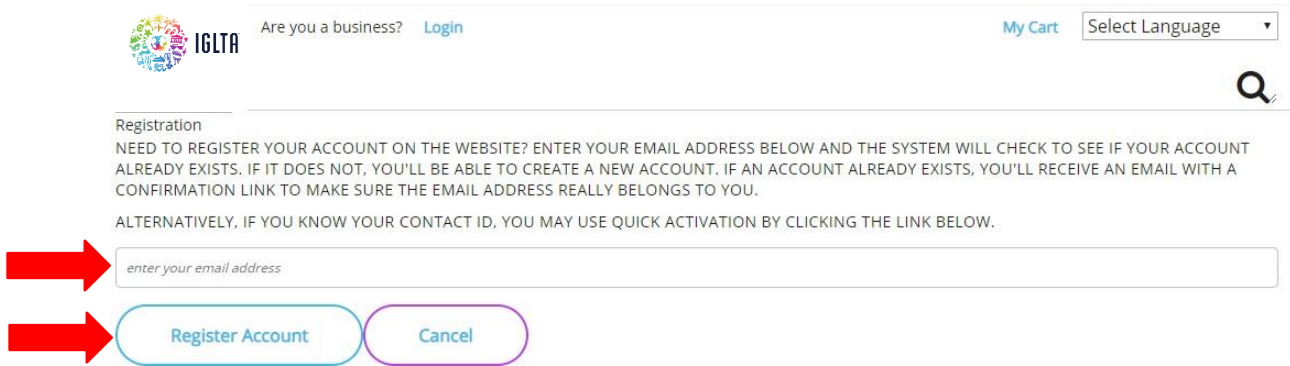 IGLTA
Are you a business? Login
My Cart
Select Language
Registration
NEED TO REGISTER YOUR ACCOUNT ON THE WEBSITE? ENTER YOUR EMAIL ADDRESS BELOW AND THE SYSTEM WILL CHECK TO SEE IF YOUR ACCOUNT
ALREADY EXISTS. IF IT DOES NOT, YOU'LL BE ABLE TO CREATE A NEW ACCOUNT. IF AN ACCOUNT ALREADY EXISTS, YOU'LL RECEIVE AN EMAIL WITH A
CONFIRMATION LINK TO MAKE SURE THE EMAIL ADDRESS REALLY BELONGS TO YOU.
ALTERNATIVELY, IF YOU KNOW YOUR CONTACT ID, YOU MAY USE QUICK ACTIVATION BY CLICKING THE LINK BELOW.
enter your email address
Register Account
Cancel